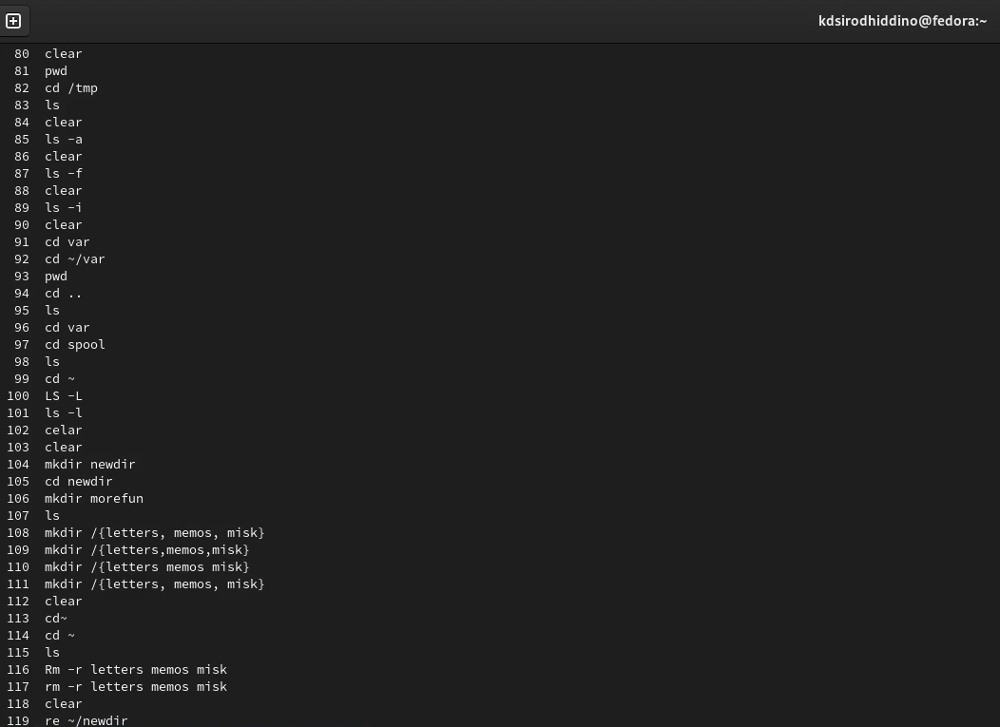 kdsirodhiddino@fedora:~
80 clear
81 pwd
82 cd /tmp
83 ls
84 clear
85 ls -a
86 clear
87 ls -f
88 clear
89 ls -i
90 clear
91 cd var
92 cd ~/var
93 pwd
94 cd ..
95 ls
96 cd var
97 cd spool
98 ls
99 cd ~
100 LS -L
101 ls -l
102 celar
103 clear
104 mkdir newdir
105 cd newdir
106 mkdir morefun
107 ls
108 mkdir /{letters, memos, misk}
109 mkdir /{letters,memos,misk}
110 mkdir /{letters memos misk}
111 mkdir /{letters, memos, misk}
112 clear
113 cd~
114 cd ~
115 ls
116 Rm -r letters memos misk
117 rm -r letters memos misk
118 clear
119 re ~/newdir